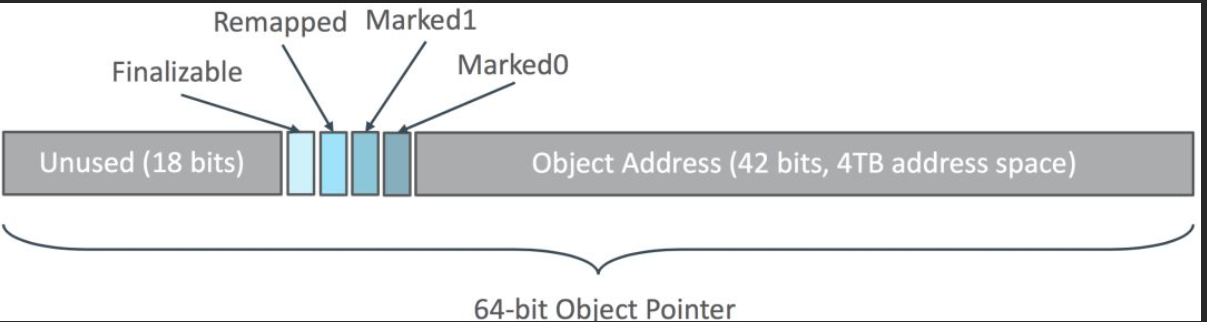 Remapped Marked1
Finalizable Marked0
Unused (18 bits) Object Address (42 bits, 4TB address space)
64-bit Object Pointer